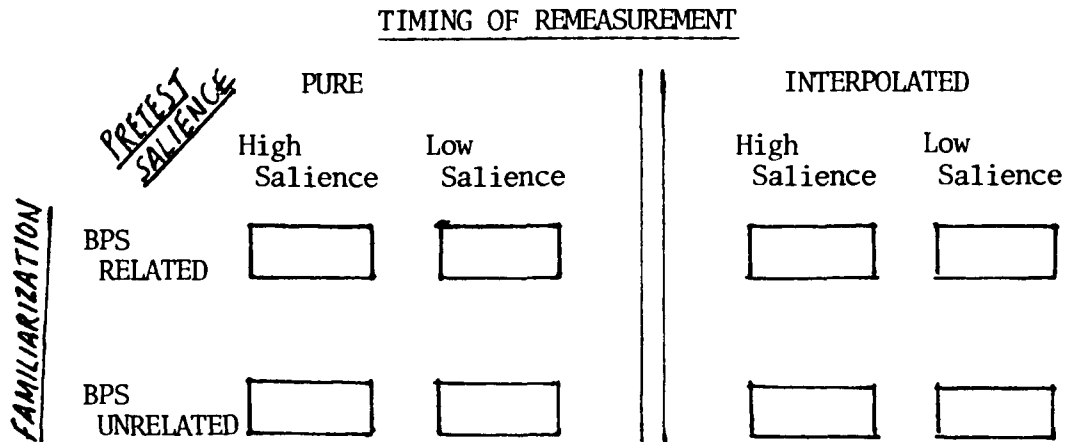 TIMING OF REMEASUREMENT
PRETEST
SALIENCE
PURE
INTERPOLATED
High
Salience
Low
Salience
High
Salience
Low
Salience
FAMILIARIZATION
BPS
RELATED
BPS
UNRELATED